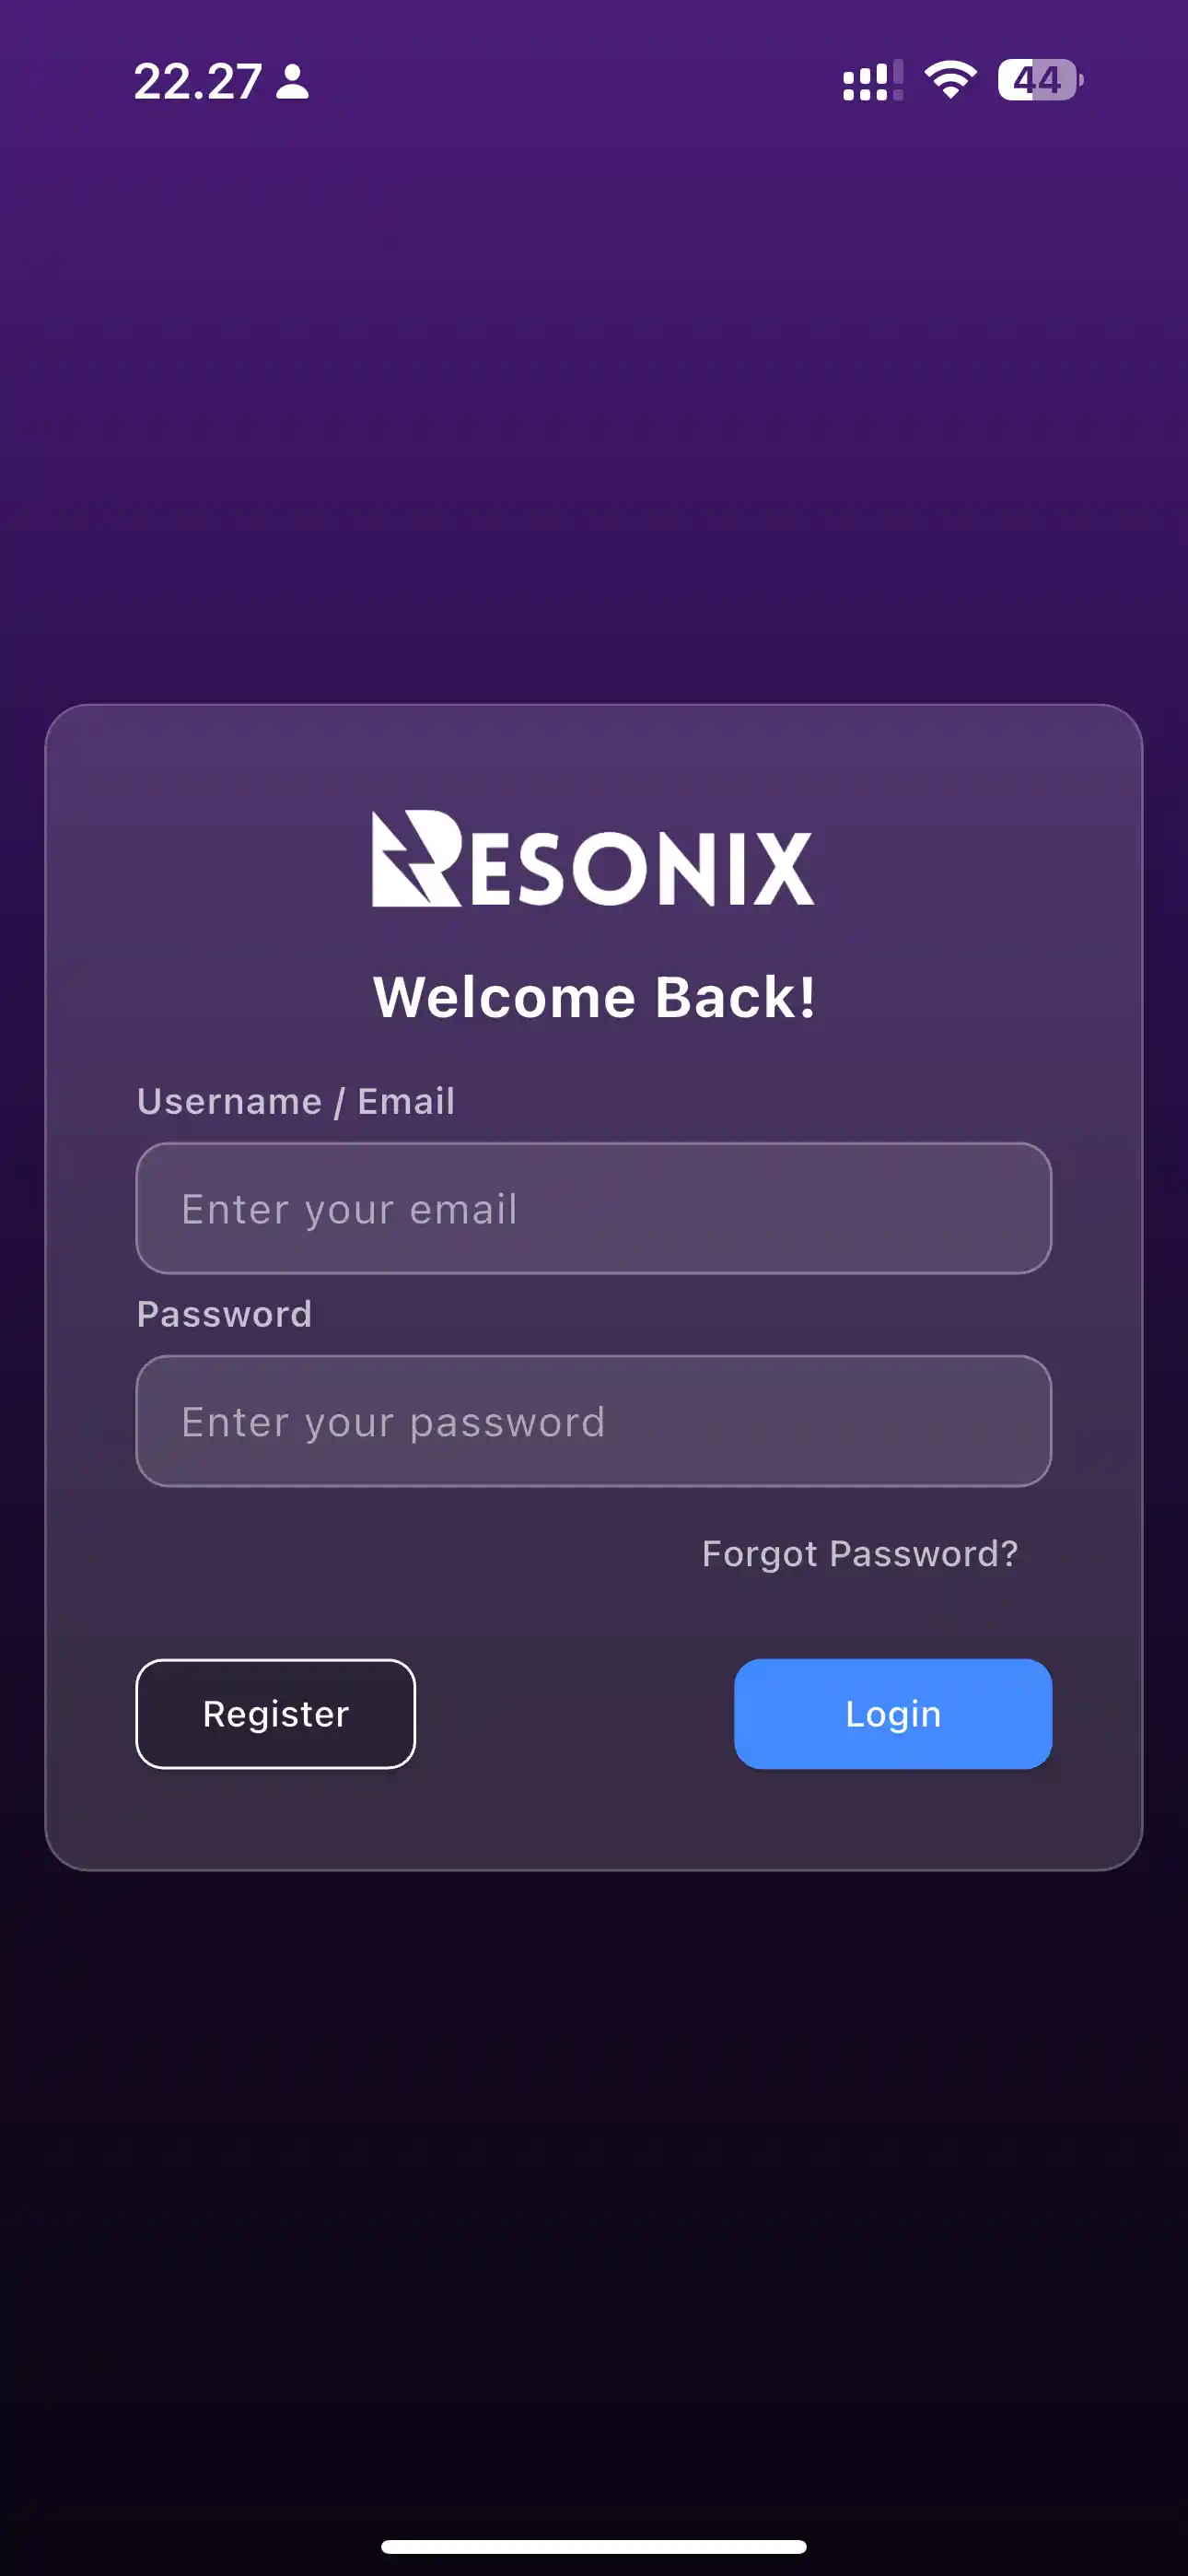 22.27
44
RESONIX
Welcome Back!
Username / Email
Enter your email
Password
Enter your password
Forgot Password?
Register
Login